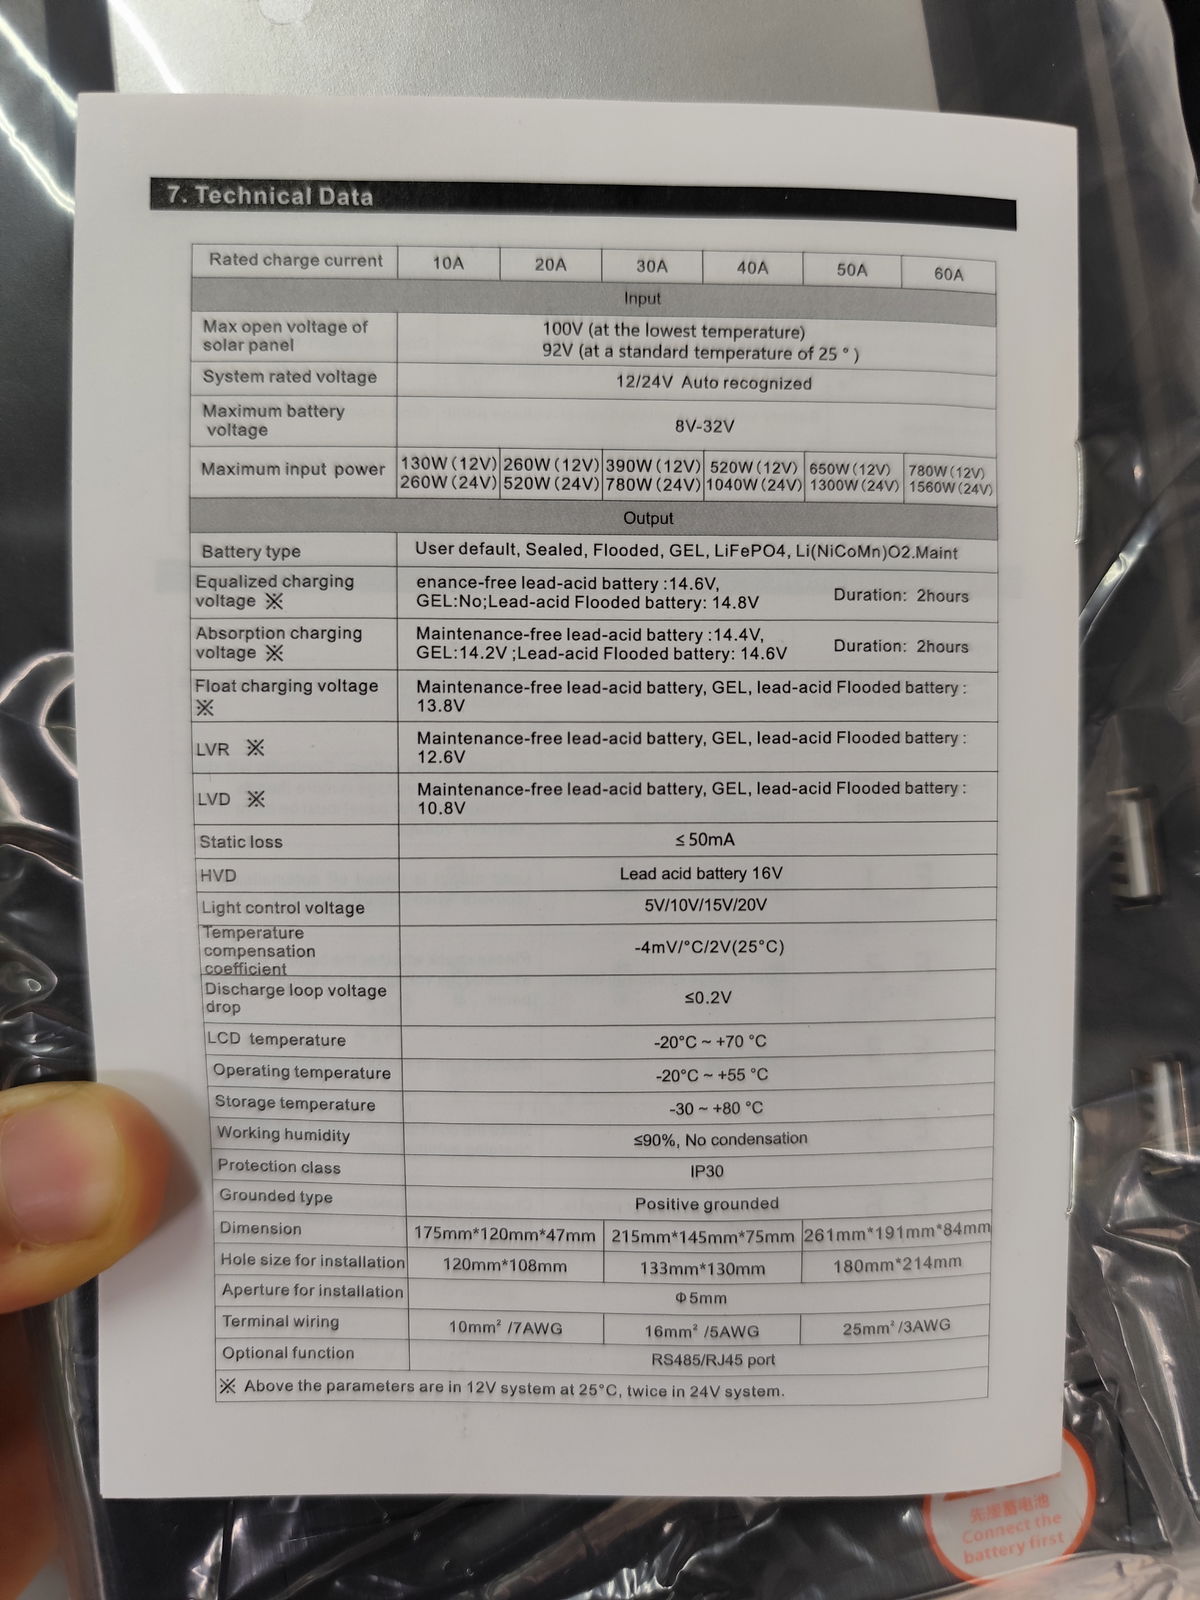 7. Technical Data
Rated charge current 10A 20A 30A 40A 50A 60A
Input
Max open voltage of solar panel
100V (at the lowest temperature)
92V (at a standard temperature of 25 ° )
System rated voltage 12/24V Auto recognized
Maximum battery voltage 8V-32V
Maximum input power
130W(12V) 260W(12V) 390W(12V) 520W(12V) 650W(12V) 780W(12V)
260W(24V) 520W(24V) 780W(24V) 1040W(24V) 1300W(24V) 1560W(24V)
Output
Battery type User default, Sealed, Flooded, GEL, LiFePO4, Li(NiCoMn)O2.Maint
Equalized charging voltage ※
enance-free lead-acid battery :14.6V,
GEL:No;Lead-acid Flooded battery: 14.8V
Duration: 2hours
Absorption charging voltage ※
Maintenance-free lead-acid battery :14.4V,
GEL:14.2V ;Lead-acid Flooded battery: 14.6V
Duration: 2hours
Float charging voltage ※
Maintenance-free lead-acid battery, GEL, lead-acid Flooded battery :
13.8V
LVR ※
Maintenance-free lead-acid battery, GEL, lead-acid Flooded battery :
12.6V
LVD ※
Maintenance-free lead-acid battery, GEL, lead-acid Flooded battery :
10.8V
Static loss ≤ 50mA
HVD Lead acid battery 16V
Light control voltage 5V/10V/15V/20V
Temperature compensation coefficient -4mV/°C/2V(25°C)
Discharge loop voltage drop ≤0.2V
LCD temperature -20°C ~ +70 °C
Operating temperature -20°C ~ +55 °C
Storage temperature -30 ~ +80 °C
Working humidity ≤90%, No condensation
Protection class IP30
Grounded type Positive grounded
Dimension 175mm*120mm*47mm 215mm*145mm*75mm 261mm*191mm*84mm
Hole size for installation 120mm*108mm 133mm*130mm 180mm*214mm
Aperture for installation Φ5mm
Terminal wiring 10mm² /7AWG 16mm² /5AWG 25mm² /3AWG
Optional function RS485/RJ45 port
※ Above the parameters are in 12V system at 25°C, twice in 24V system.
先接蓄电池
Connect the
battery first